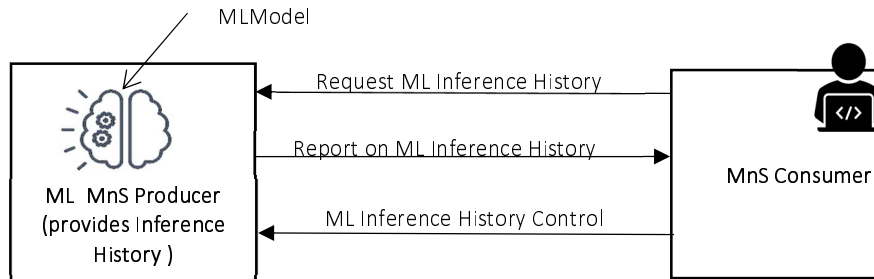 MLModel
Request ML Inference History
Report on ML Inference History
ML Inference History Control
ML MnS Producer
(provides Inference
History )
MnS Consumer
</>